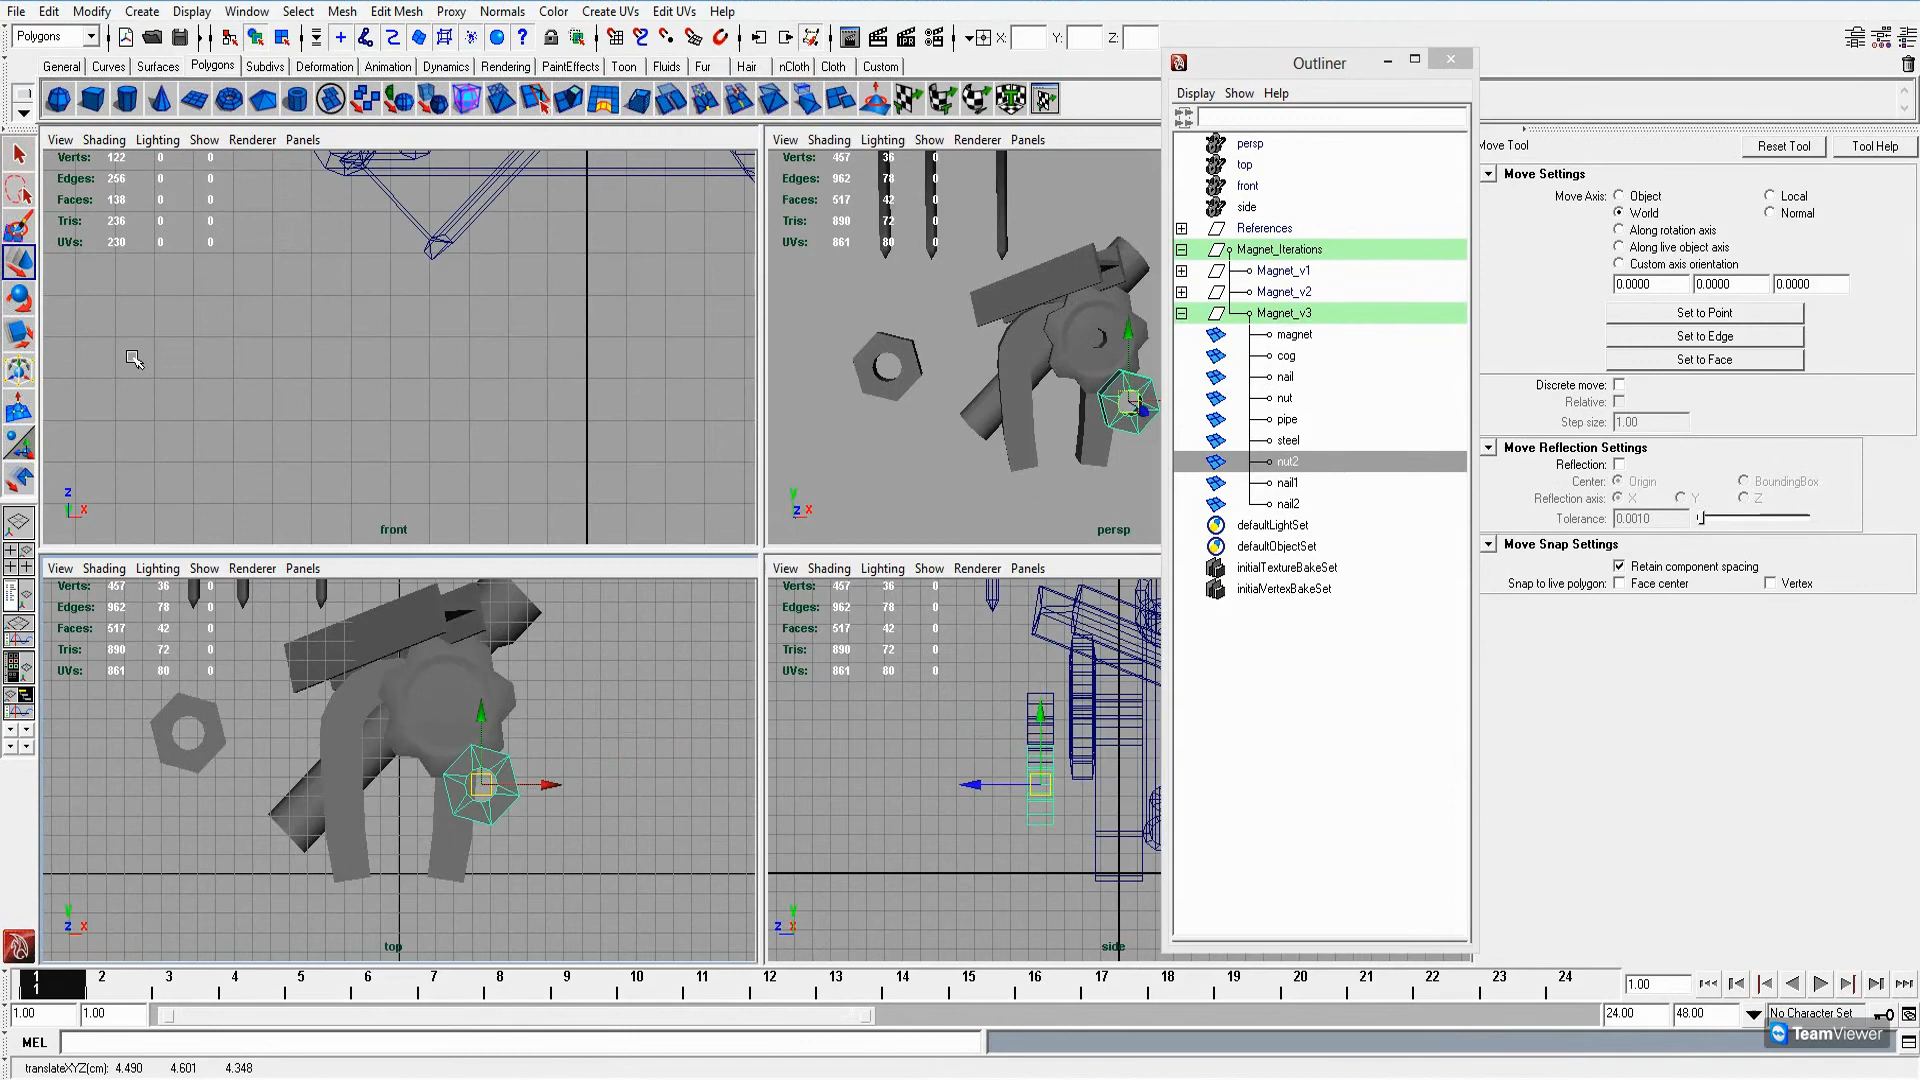 File Edit Modify Create Display Window Select Mesh Edit Mesh Proxy Normals Color Create UVs Edit UVs Help
Polygons X: Y: Z:
General Curves Surfaces Polygons Subdivs Deformation Animation Dynamics Rendering PaintEffects Toon Fluids Fur Hair nCloth Cloth Custom
View Shading Lighting Show Renderer Panels
Verts: 122 0 0
Edges: 256 0 0
Faces: 138 0 0
Tris: 236 0 0
UVs: 230 0 0
z
y x
front
View Shading Lighting Show Renderer Panels
Verts: 457 36 0
Edges: 962 78 0
Faces: 517 42 0
Tris: 890 72 0
UVs: 861 80 0
y
z x
persp
View Shading Lighting Show Renderer Panels
Verts: 457 36 0
Edges: 962 78 0
Faces: 517 42 0
Tris: 890 72 0
UVs: 861 80 0
y
z x
top
View Shading Lighting Show Renderer Panels
Verts: 457 36 0
Edges: 962 78 0
Faces: 517 42 0
Tris: 890 72 0
UVs: 861 80 0
y
z x
side
Outliner
Display Show Help
persp
top
front
side
References
Magnet_Iterations
Magnet_v1
Magnet_v2
Magnet_v3
magnet
cog
nail
nut
pipe
steel
nut2
nail1
nail2
defaultLightSet
defaultObjectSet
initialTextureBakeSet
initialVertexBakeSet
Move Tool Reset Tool Tool Help
Move Settings
Move Axis: Object Local
World Normal
Along rotation axis
Along live object axis
Custom axis orientation
0.0000 0.0000 0.0000
Set to Point
Set to Edge
Set to Face
Discrete move:
Relative:
Step size: 1.00
Move Reflection Settings
Reflection:
Center: Origin BoundingBox
Reflection axis: X Y Z
Tolerance: 0.0010
Move Snap Settings
Retain component spacing
Snap to live polygon: Face center Vertex
1 2 3 4 5 6 7 8 9 10 11 12 13 14 15 16 17 18 19 20 21 22 23 24 1.00
1
1.00 1.00 24.00 48.00 No Character Set
MEL
TeamViewer
translateXYZ(cm): 4.490 4.601 4.348